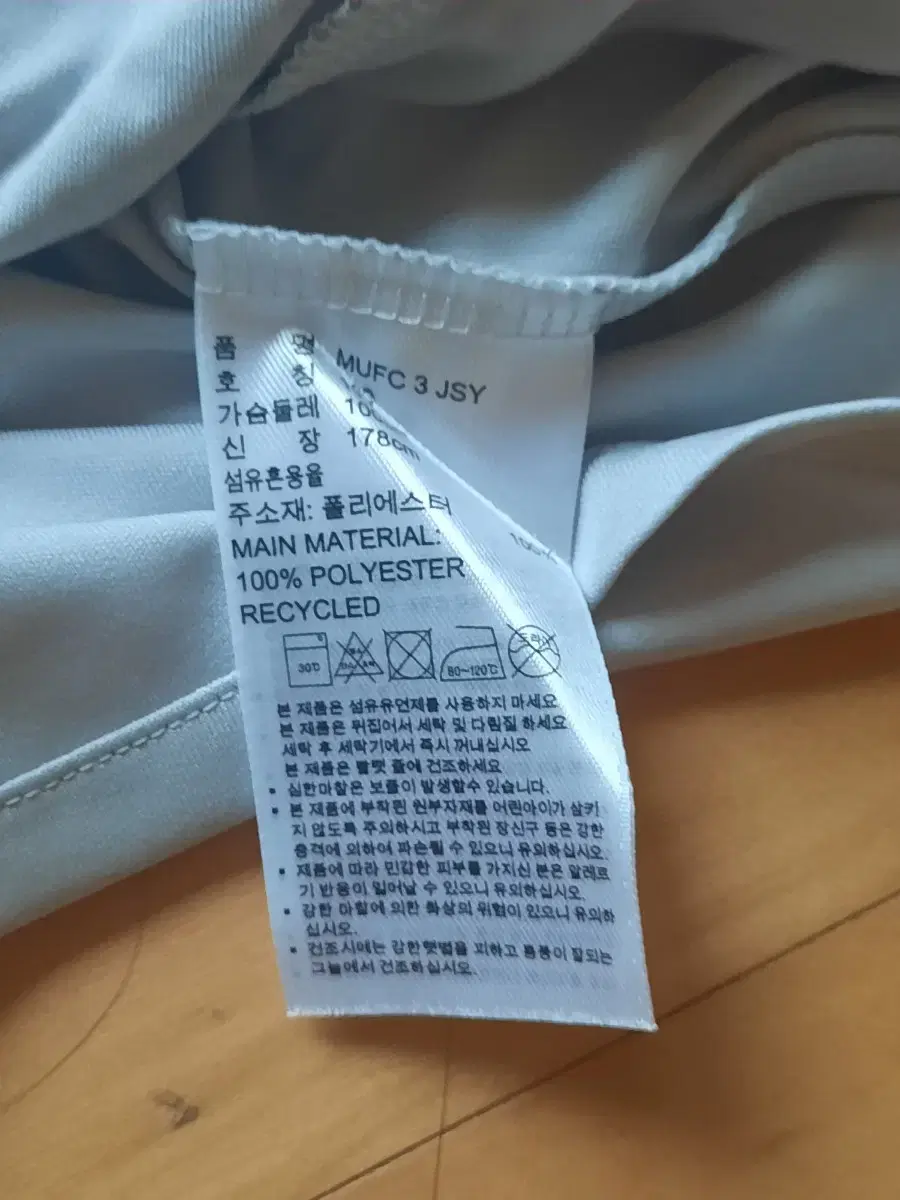 품 명 MUFC 3 JSY
호 칭
가슴둘레
신 장 178cm
섬유혼용율
주소재: 폴리에스터
MAIN MATERIAL:
100% POLYESTER
RECYCLED
30℃ 80~120℃ 드라이
본 제품은 섬유유연제를 사용하지 마세요
본 제품은 뒤집어서 세탁 및 다림질 하세요
세탁 후 세탁기에서 즉시 꺼내십시오
본 제품은 빨랫 줄에 건조하세요
• 심한마찰은 보풀이 발생할수 있습니다.
• 본 제품에 부착된 원부자재를 어린아이가 삼키
지 않도록 주의하시고 부착된 장신구 등은 강한
충격에 의하여 파손될 수 있으니 유의하십시오.
• 제품에 따라 민감한 피부를 가지신 분은 알레르
기 반응이 일어날 수 있으니 유의하십시오.
• 강한 마찰에 의한 화상의 위험이 있으니 유의하
십시오.
• 건조시에는 강한햇볕을 피하고 통풍이 잘되는
그늘에서 건조하십시오.